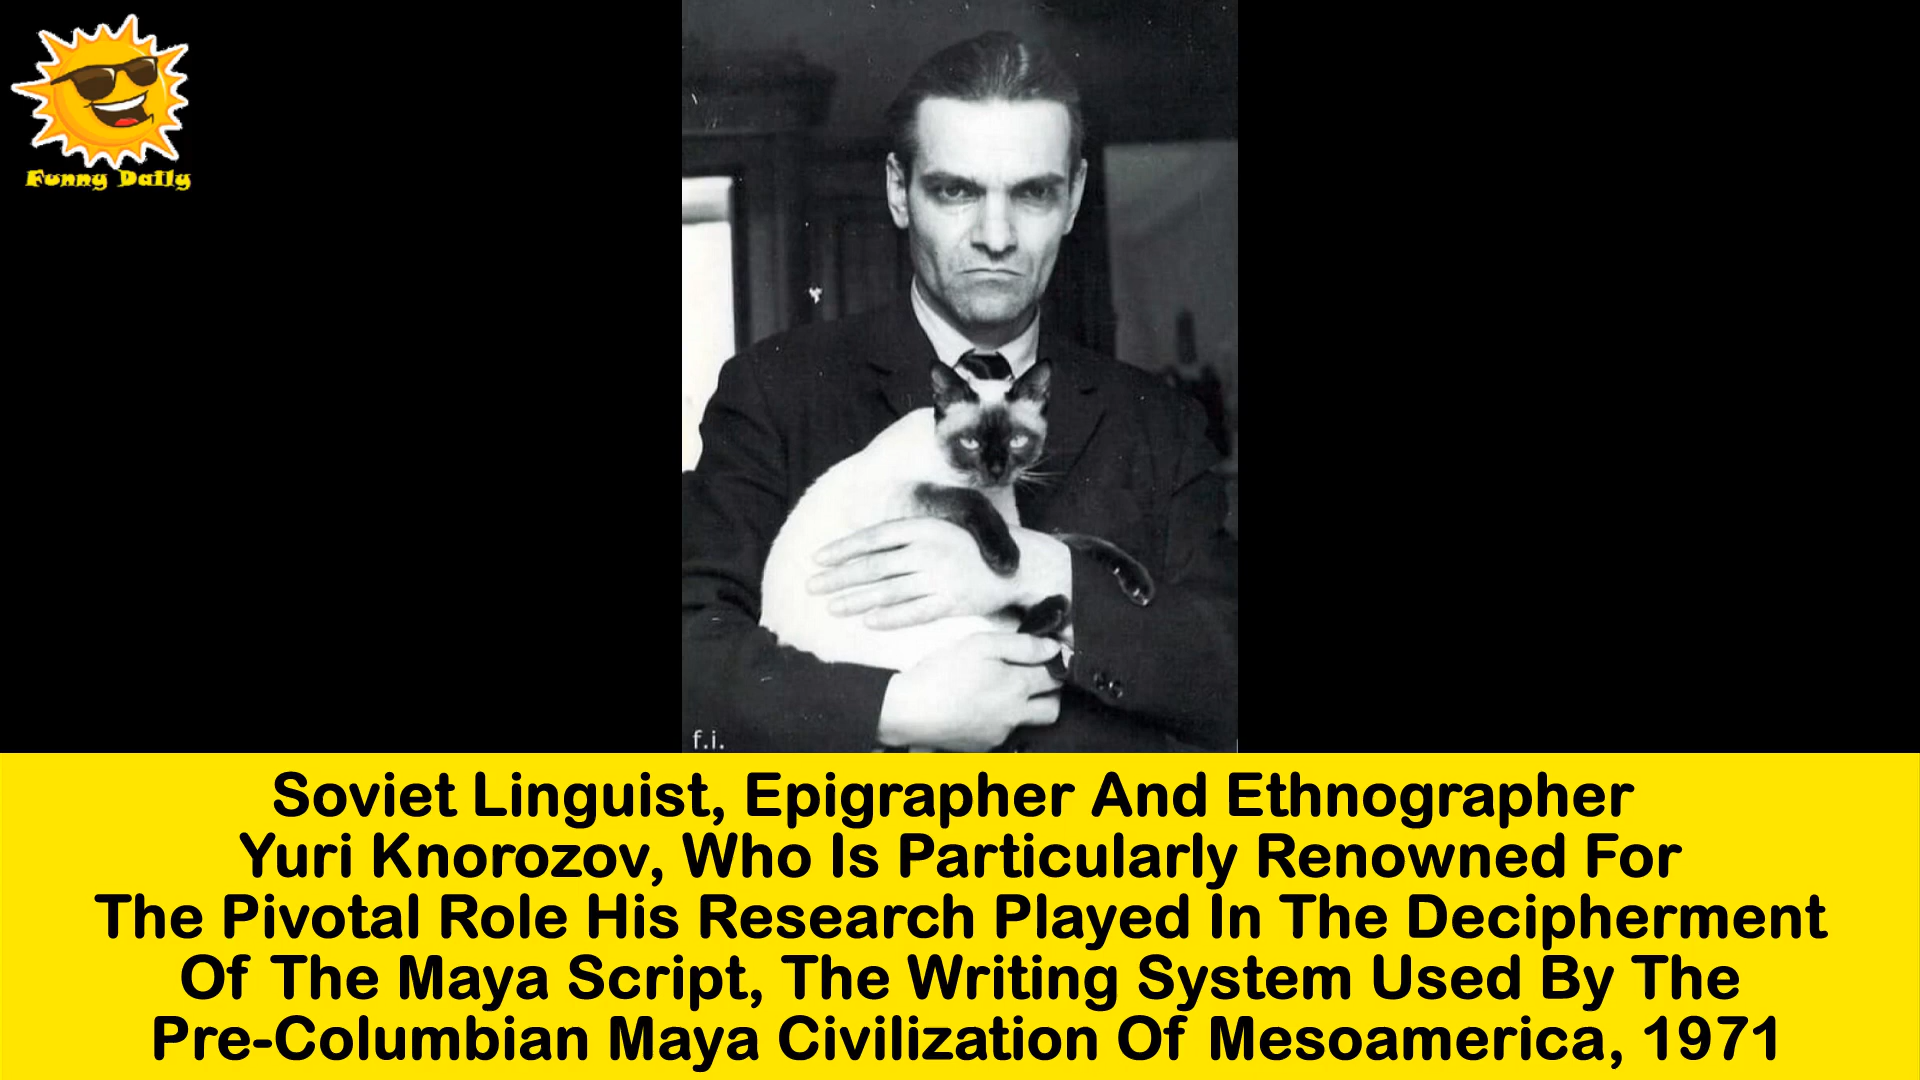 Funny Daily
f.i.
Soviet Linguist, Epigrapher And Ethnographer
Yuri Knorozov, Who Is Particularly Renowned For
The Pivotal Role His Research Played In The Decipherment
Of The Maya Script, The Writing System Used By The
Pre-Columbian Maya Civilization Of Mesoamerica, 1971